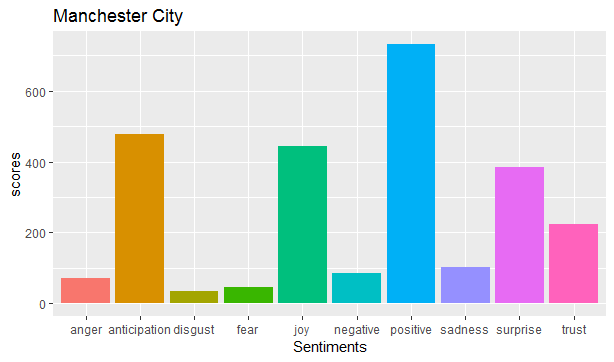 Manchester City
scores
600
400
200
0
anger anticipation disgust fear joy negative positive sadness surprise trust
Sentiments